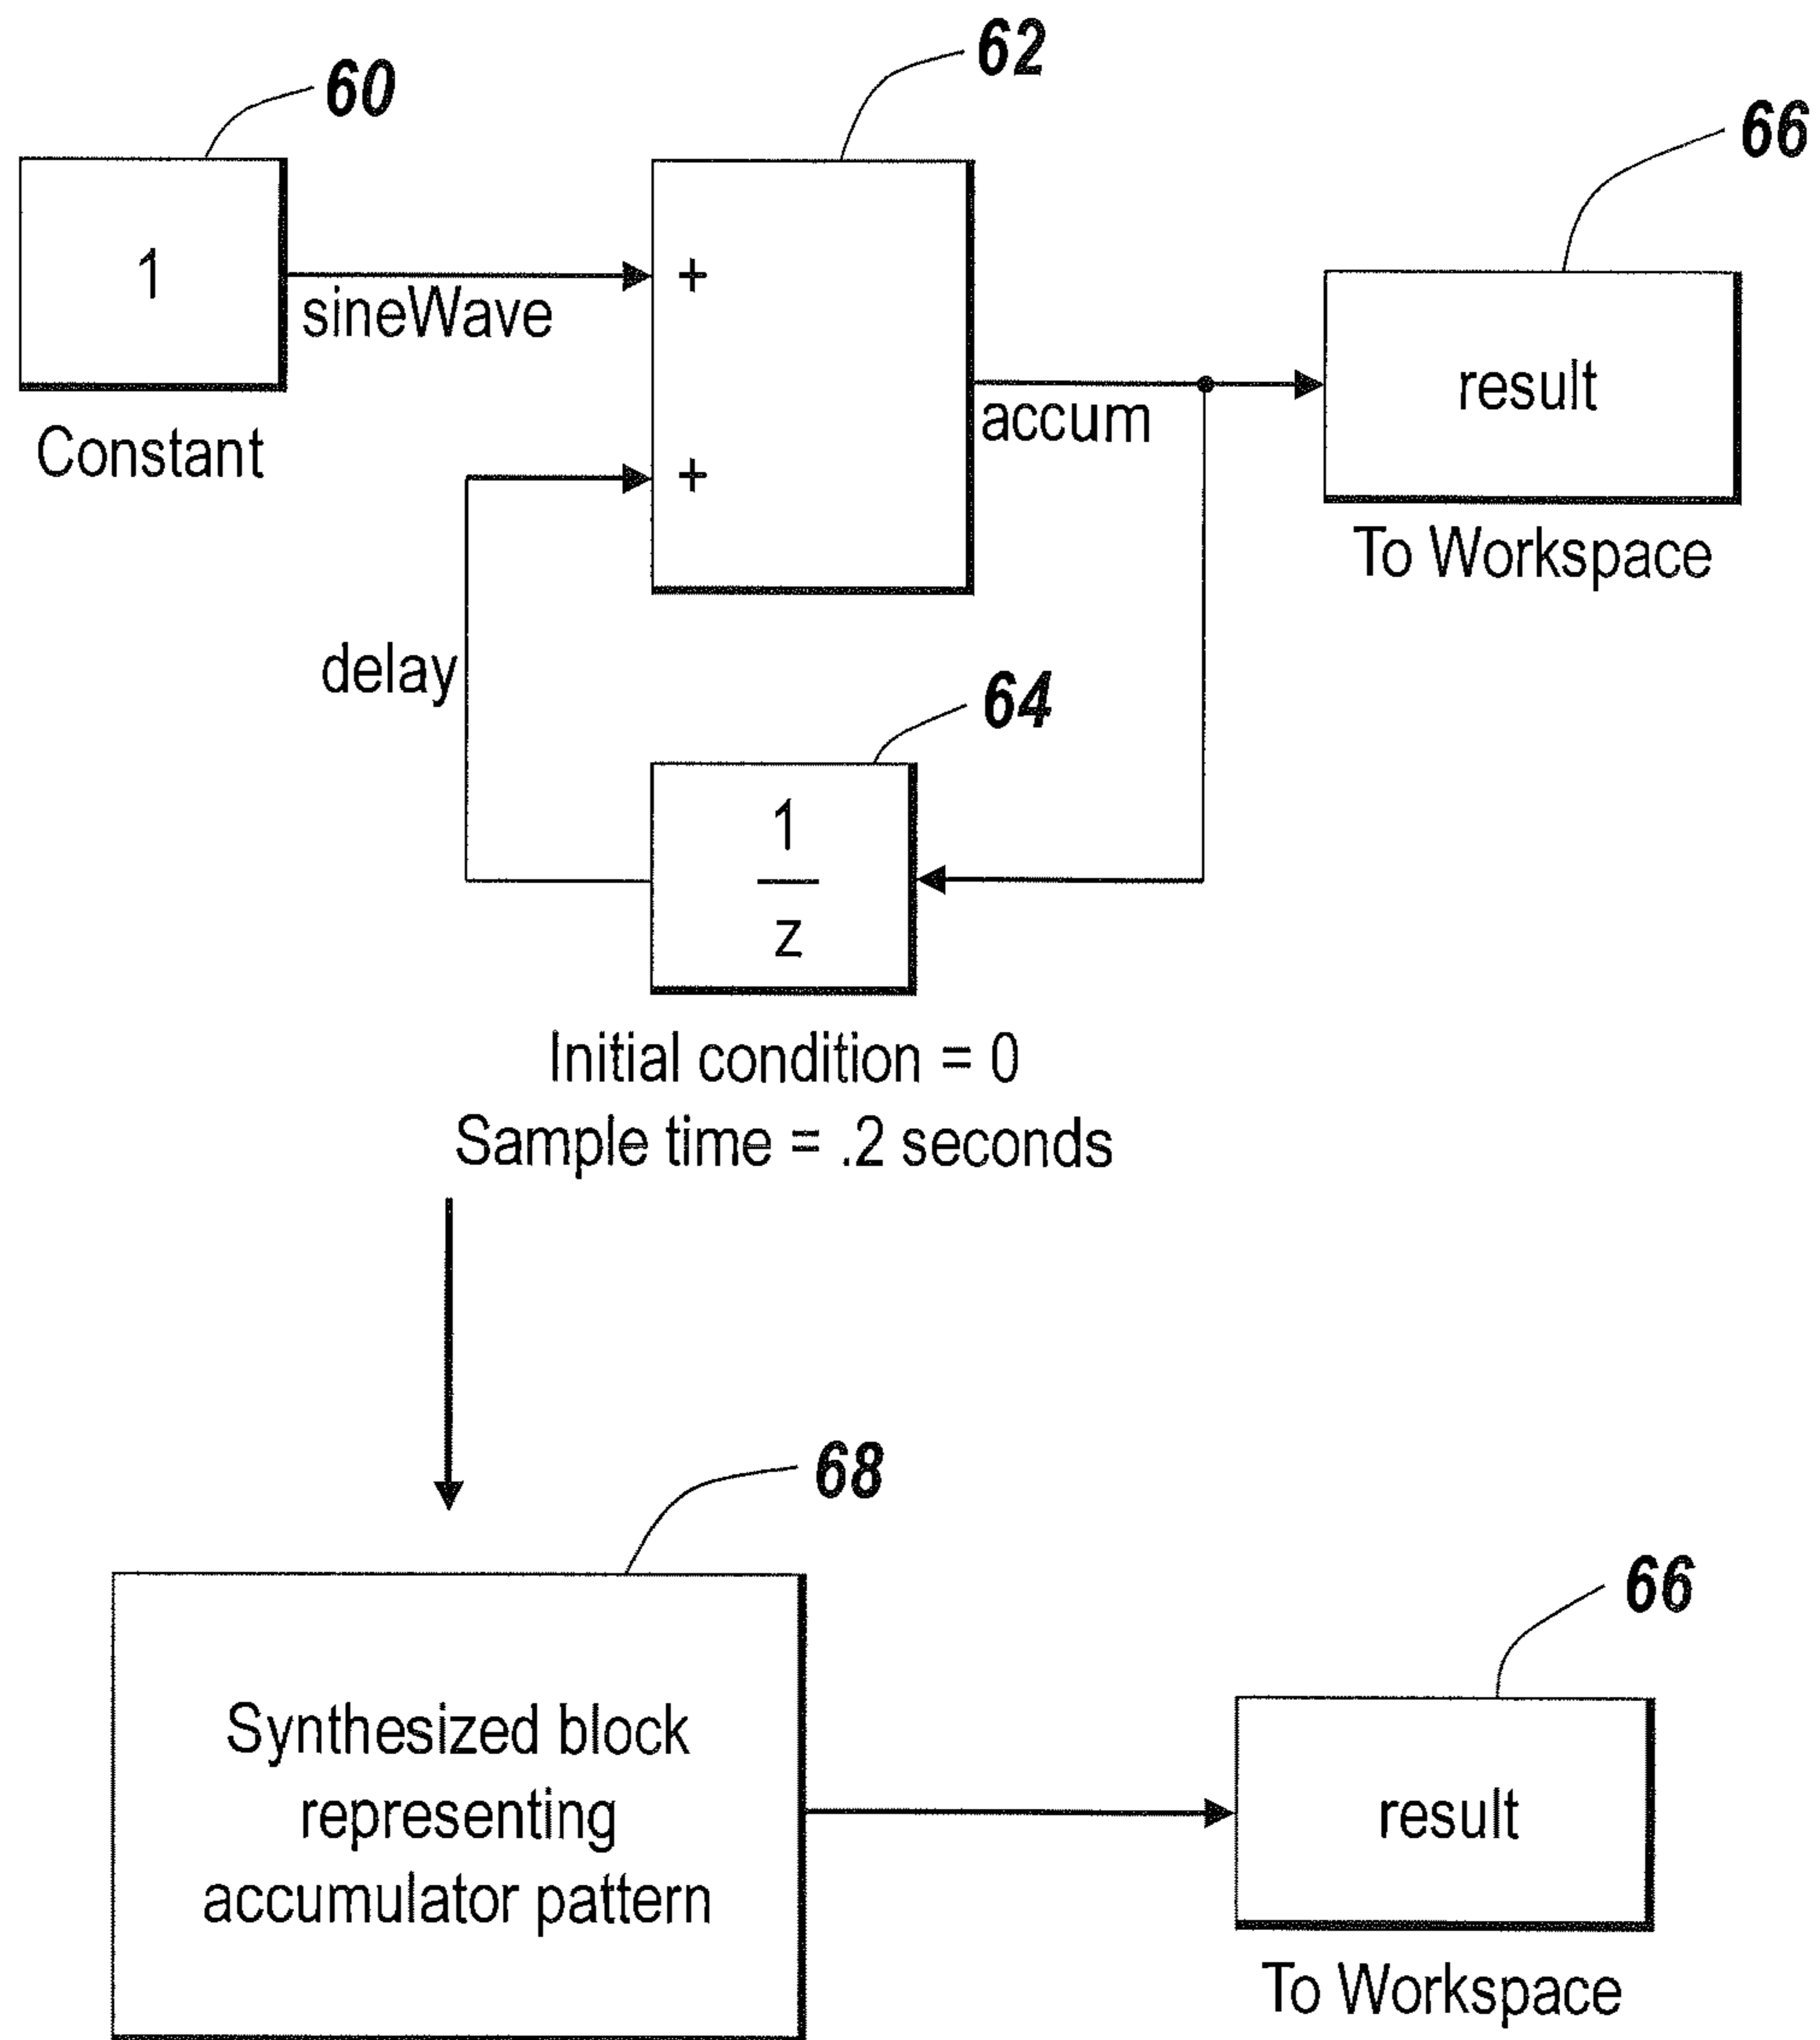 60
62
66
1
sineWave
+
+
accum
result
Constant
To Workspace
delay
64
1
z
Initial condition = 0
Sample time = .2 seconds
68
66
Synthesized block
representing
accumulator pattern
result
To Workspace